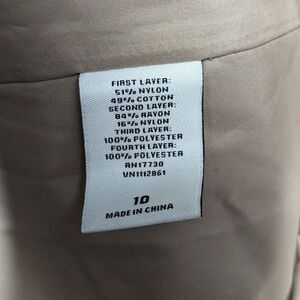 FIRST LAYER:
51% NYLON
49% COTTON
SECOND LAYER:
84% RAYON
16% NYLON
THIRD LAYER:
100% POLYESTER
FOURTH LAYER:
100% POLYESTER
RN17730
VN1112861
10
MADE IN CHINA